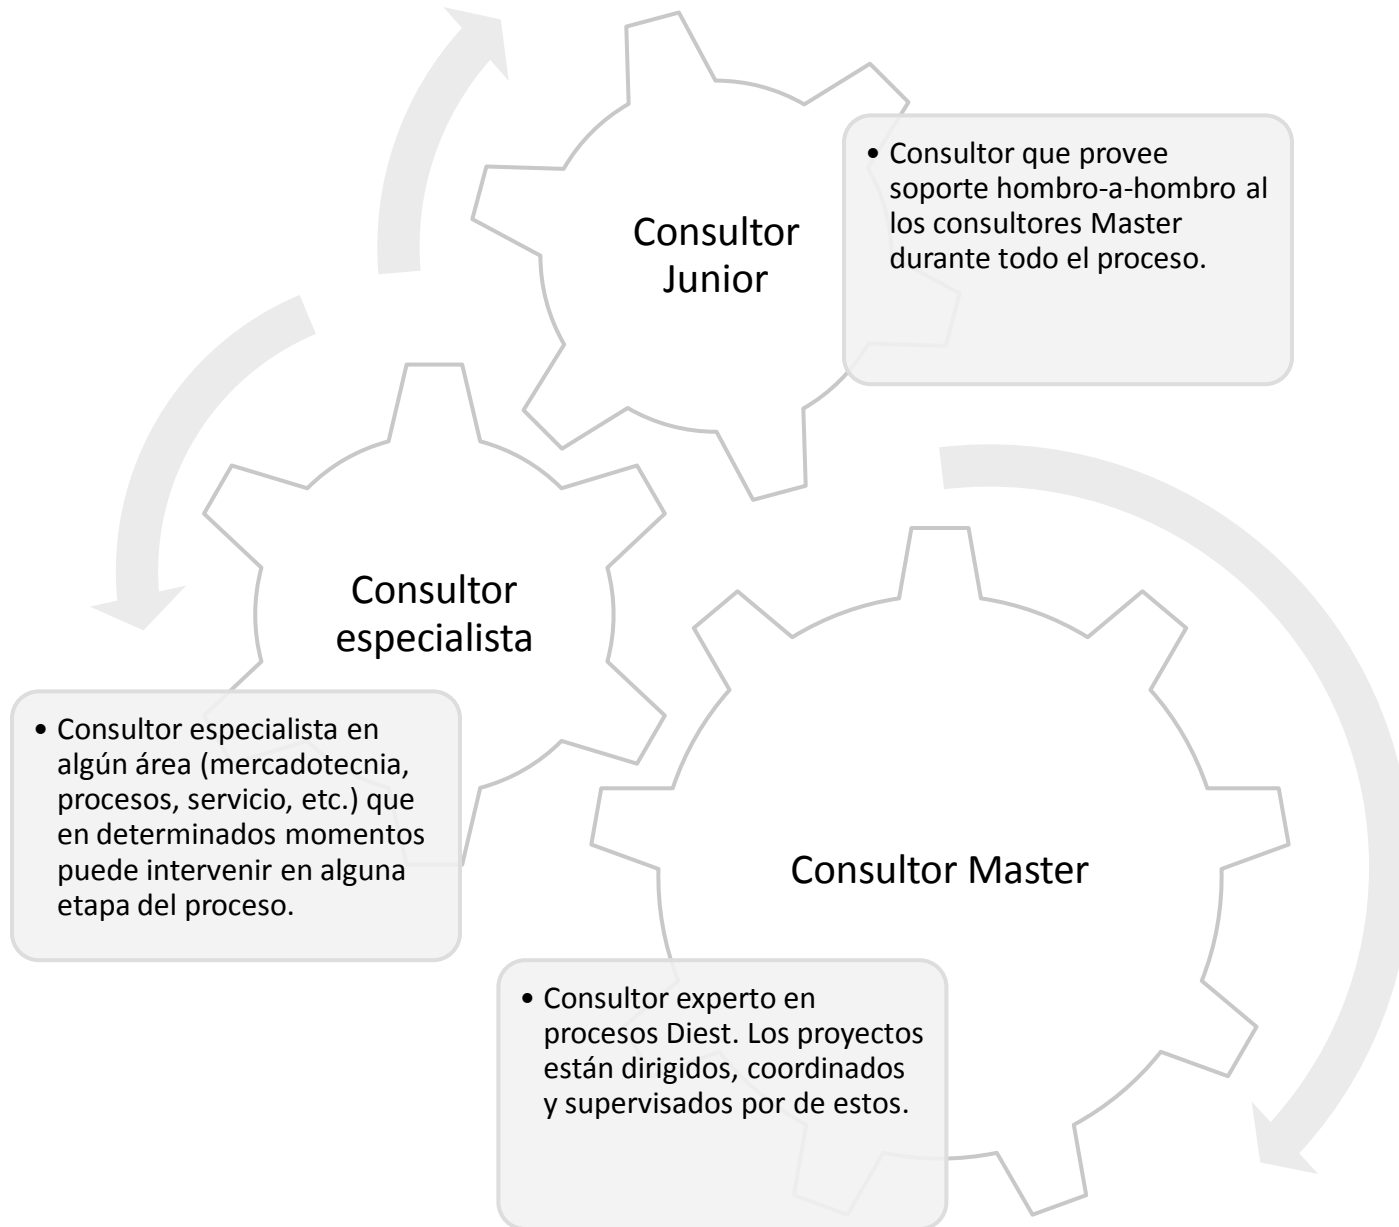 Consultor
Junior
• Consultor que provee
soporte hombro-a-hombro al
los consultores Master
durante todo el proceso.
Consultor
especialista
• Consultor especialista en
algún área (mercadotecnia,
procesos, servicio, etc.) que
en determinados momentos
puede intervenir en alguna
etapa del proceso.
Consultor Master
• Consultor experto en
procesos Diest. Los proyectos
están dirigidos, coordinados
y supervisados por de estos.